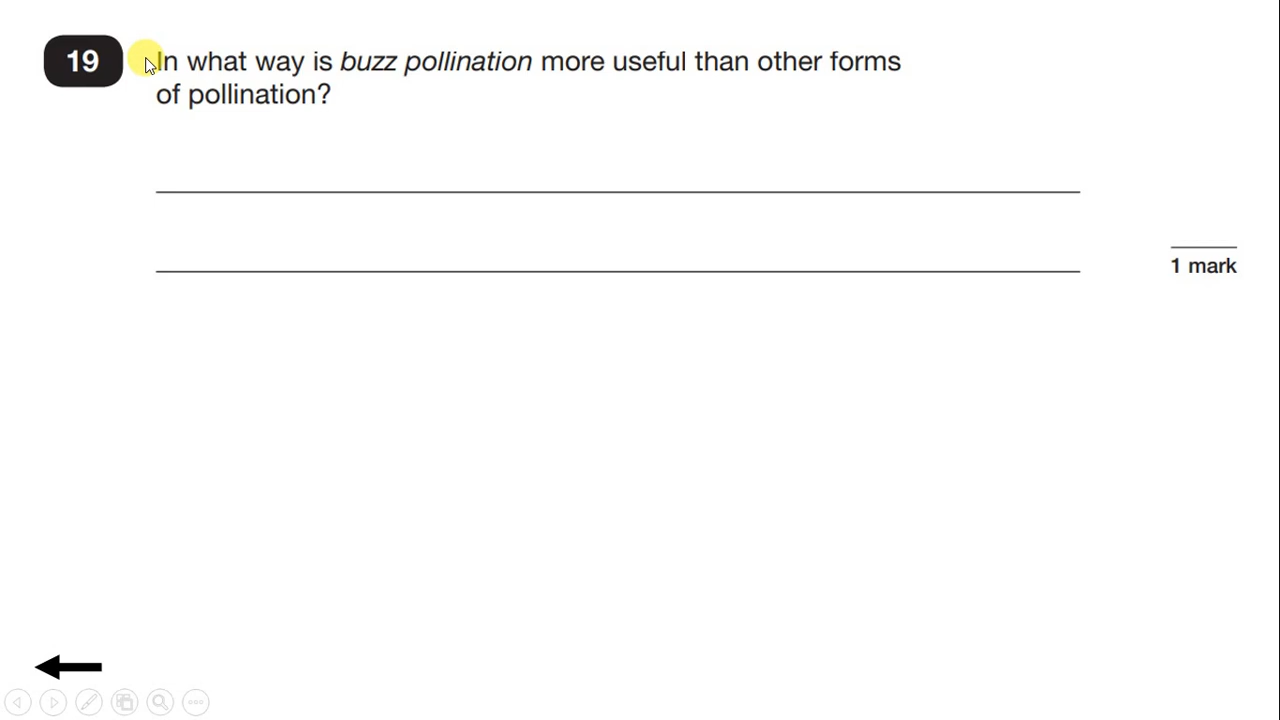 19 In what way is buzz pollination more useful than other forms
of pollination?
1 mark